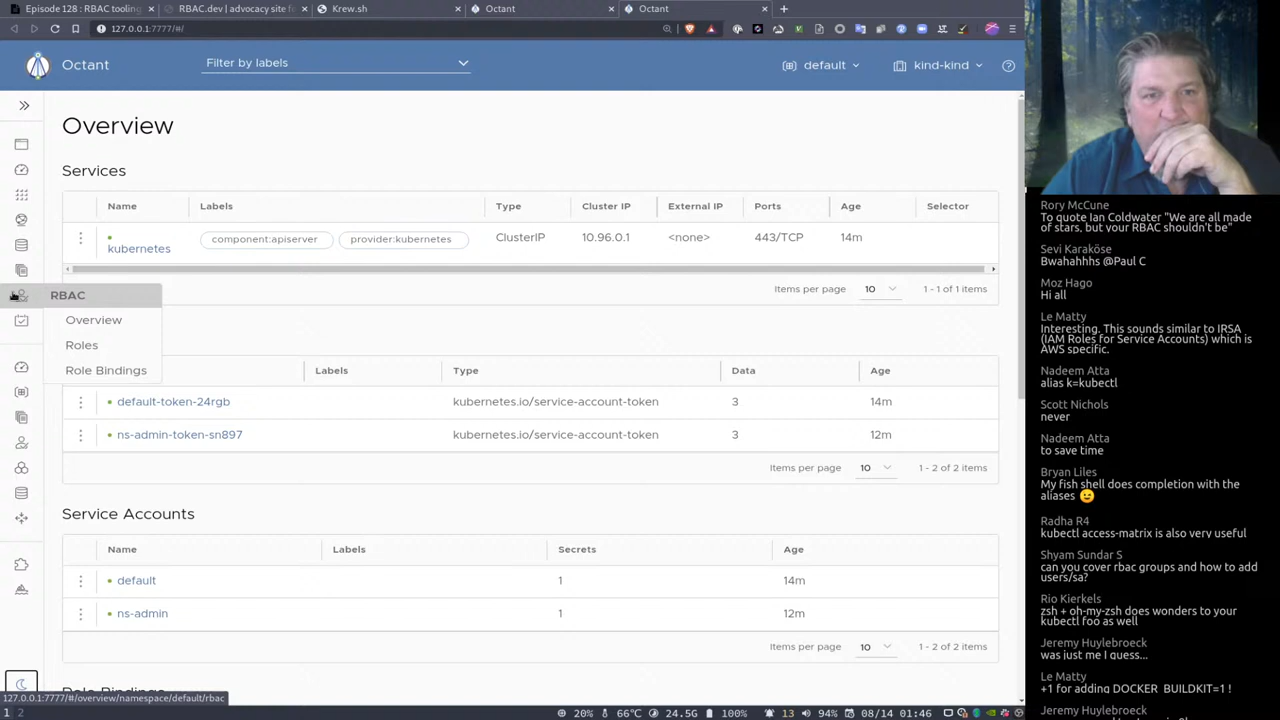 Episode 128 : RBAC tooling
RBAC.dev | advocacy site f
Krew.sh
Octant
Octant
127.0.0.1:7777/#/
Octant
Filter by labels
default
kind-kind
Overview
Services
Name Labels Type Cluster IP External IP Ports Age Selector
kubernetes component:apiserver provider:kubernetes ClusterIP 10.96.0.1 <none> 443/TCP 14m
Items per page 10 1 - 1 of 1 items
RBAC
Overview
Roles
Role Bindings
Labels Type Data Age
default-token-24rgb kubernetes.io/service-account-token 3 14m
ns-admin-token-sn897 kubernetes.io/service-account-token 3 12m
Items per page 10 1 - 2 of 2 items
Service Accounts
Name Labels Secrets Age
default 1 14m
ns-admin 1 12m
Items per page 10 1 - 2 of 2 items
Role Bindings
127.0.0.1:7777/#/overview/namespace/default/rbac
1 2
20% 66°C 24.5G 100% 13 94% 08/14 01:46
Rory McCune
To quote Ian Coldwater "We are all made
of stars, but your RBAC shouldn't be"
Sevi Karaköse
Bwahahhhs @Paul C
Moz Hago
Hi all
Le Matty
Interesting. This sounds similar to IRSA
(IAM Roles for Service Accounts) which is
AWS specific.
Nadeem Atta
alias k=kubectl
Scott Nichols
never
Nadeem Atta
to save time
Bryan Liles
My fish shell does completion with the
aliases 😉
Radha R4
kubectl access-matrix is also very useful
Shyam Sundar S
can you cover rbac groups and how to add
users/sa?
Rio Kierkels
zsh + oh-my-zsh does wonders to your
kubectl foo as well
Jeremy Huylebroeck
was just me I guess...
Le Matty
+1 for adding DOCKER_BUILDKIT=1 !
Jeremy Huylebroeck